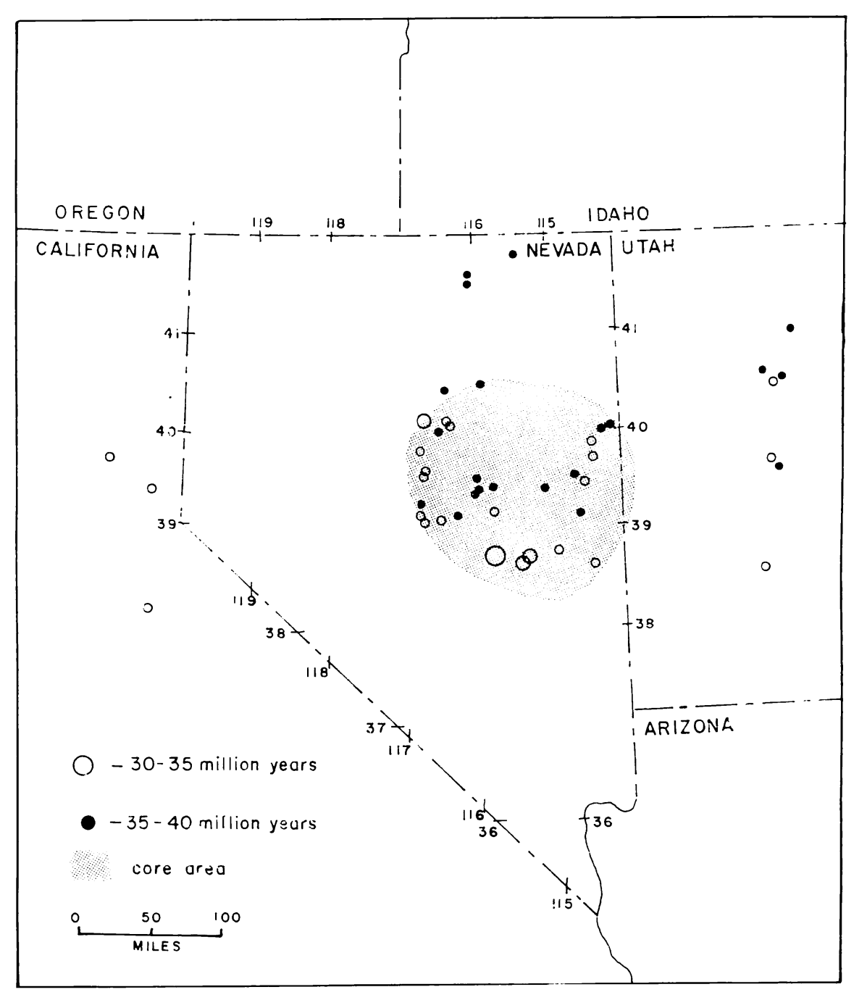 OREGON
IDAHO
119
118
116
115
CALIFORNIA
NEVADA
UTAH
41
41
40
40
39
39
119
38
38
118
37
117
ARIZONA
– 30-35 million years
116
36
36
– 35-40 million years
core area
115
0 50 100
MILES